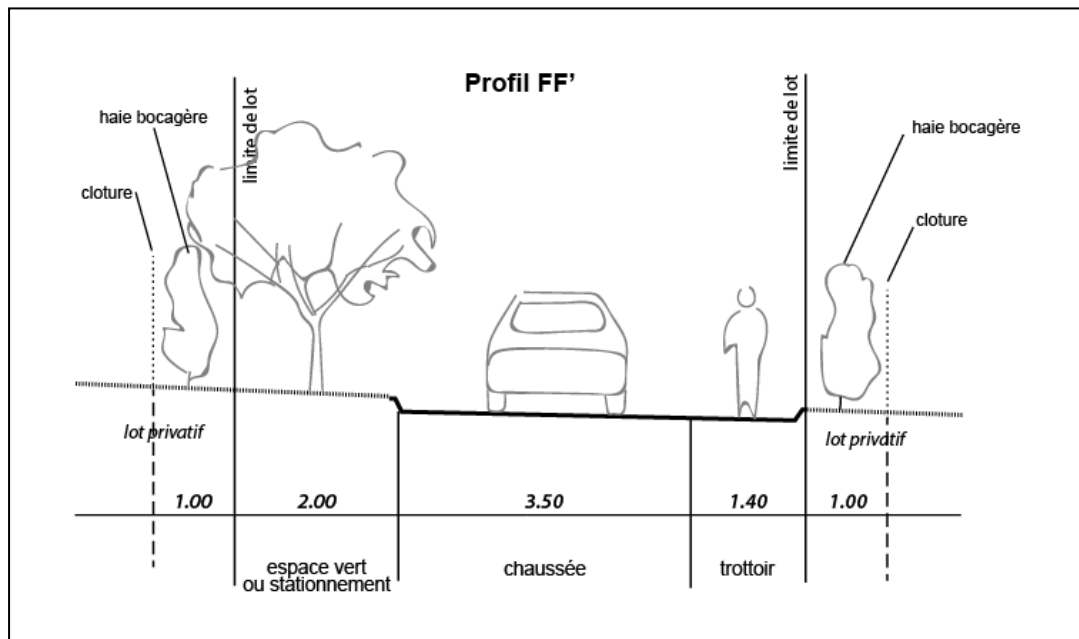 Profil FF'
limite de lot
limite de lot
haie bocagère
haie bocagère
cloture
cloture
lot privatif
lot privatif
1.00
2.00
3.50
1.40
1.00
espace vert
ou stationnement
chaussée
trottoir